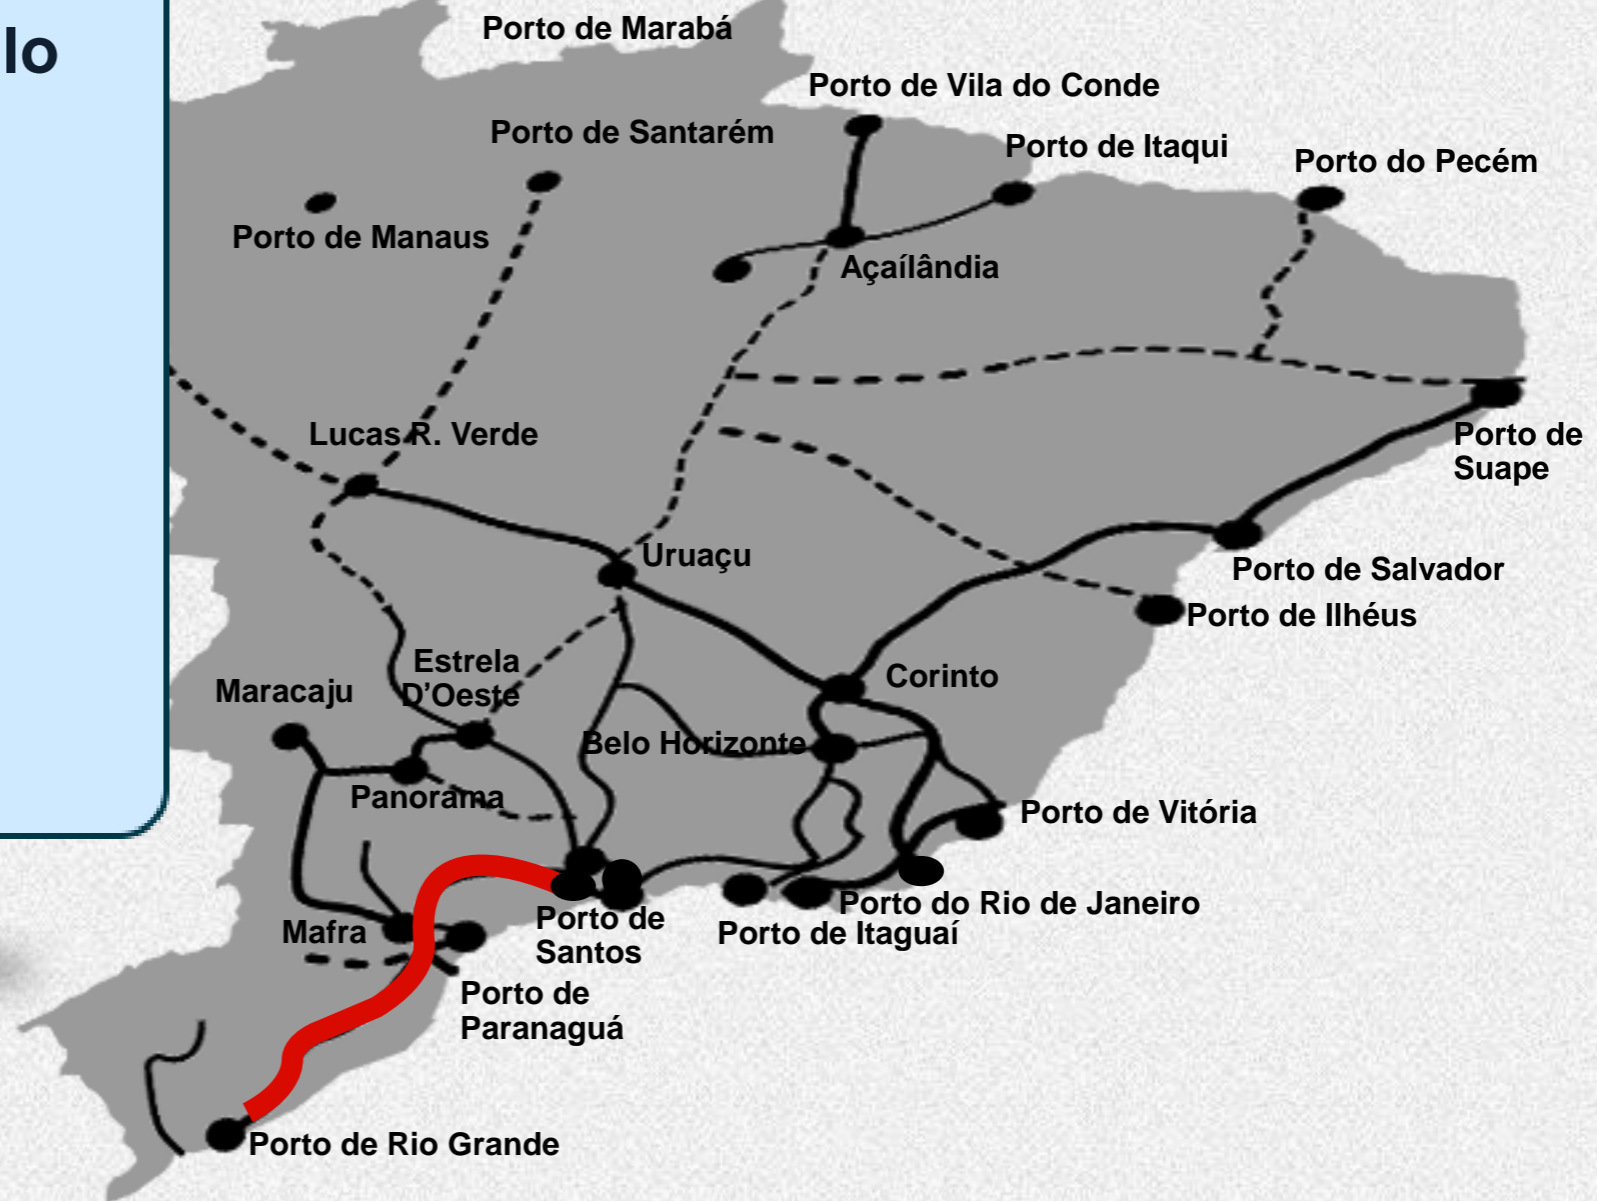 lo
Porto de Marabá
Porto de Vila do Conde
Porto de Santarém
Porto de Itaqui
Porto do Pecém
Porto de Manaus
Açaílândia
Lucas R. Verde
Porto de
Suape
Uruaçu
Porto de Salvador
Porto de Ilhéus
Estrela
D’Oeste
Maracaju
Corinto
Belo Horizonte
Panorama
Porto de Vitória
Porto do Rio de Janeiro
Porto de Itaguaí
Porto de
Santos
Mafra
Porto de
Paranaguá
Porto de Rio Grande